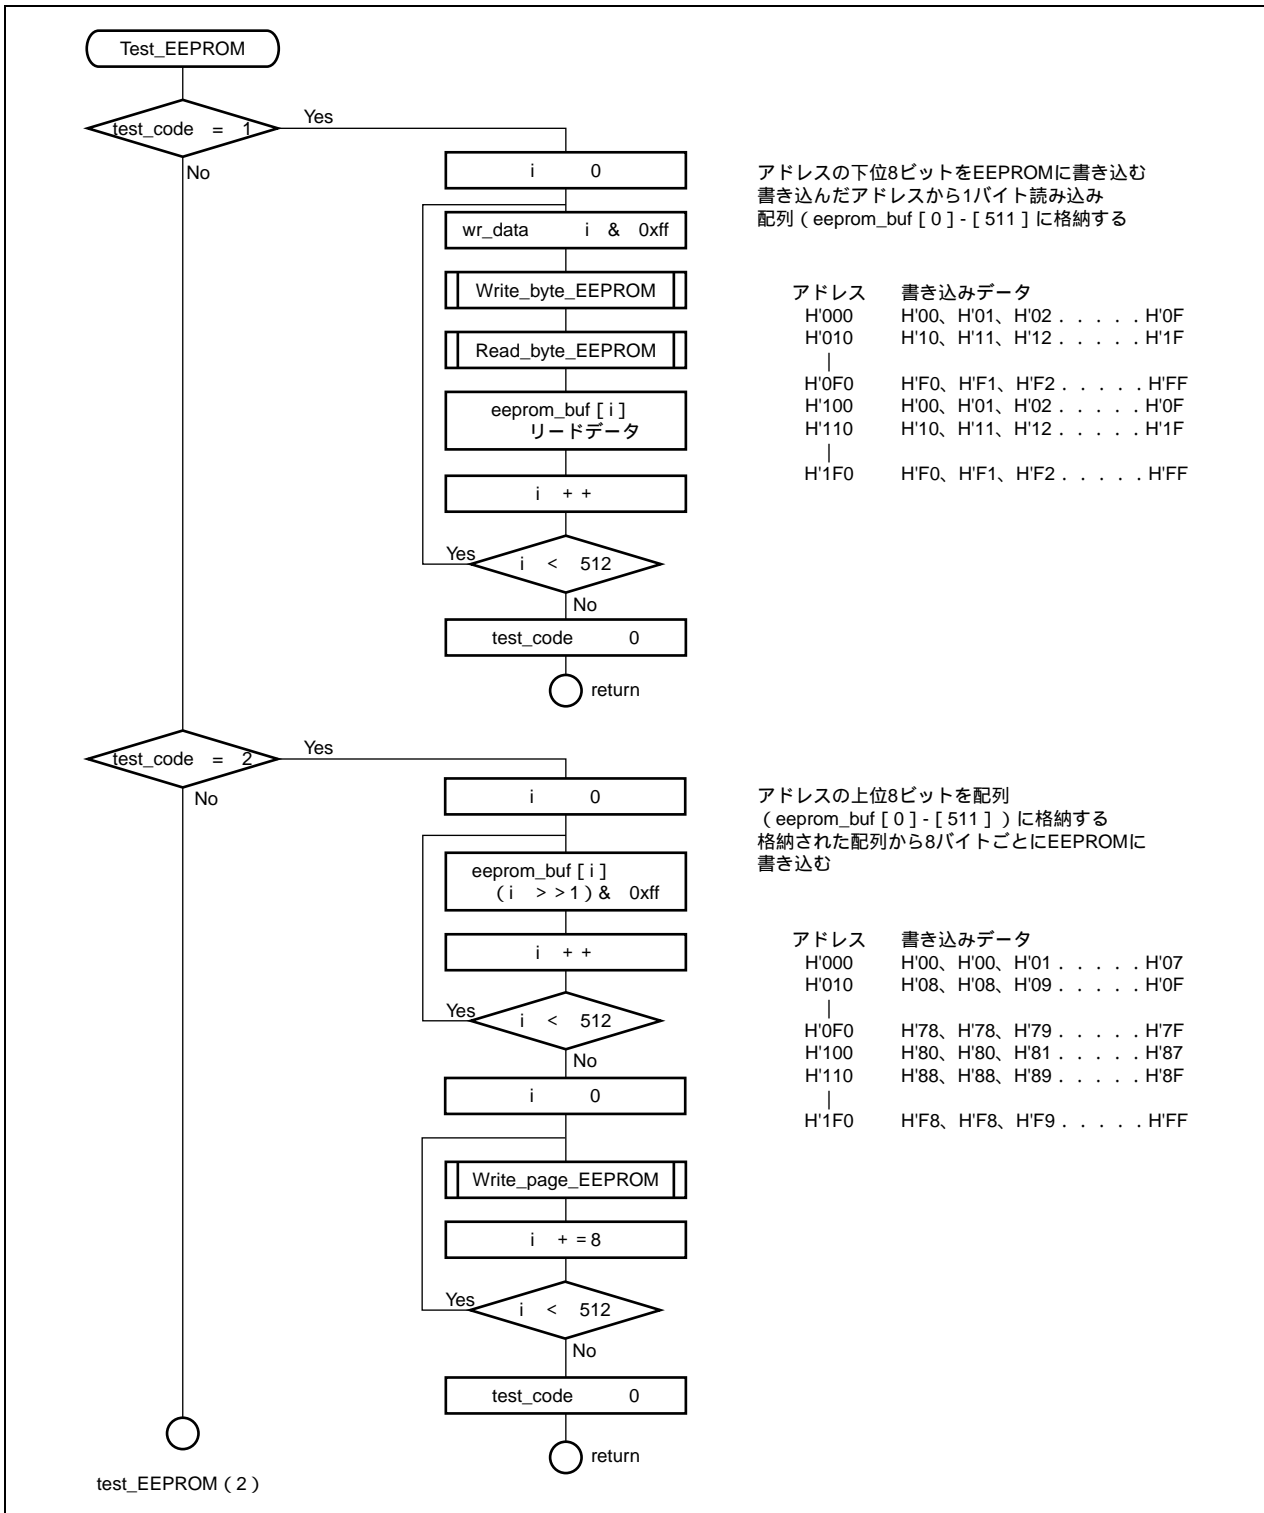 Test_EEPROM
test_code = 1
Yes
No
i 0
wr_data i & 0xff
Write_byte_EEPROM
Read_byte_EEPROM
eeprom_buf [ i ]
リードデータ
i + +
Yes
i < 512
No
test_code 0
return
アドレスの下位8ビットをEEPROMに書き込む
書き込んだアドレスから1バイト読み込み
配列（eeprom_buf [ 0 ] - [ 511 ] に格納する
アドレス 書き込みデータ
H'000 H'00、H'01、H'02．．．．．H'0F
H'010 H'10、H'11、H'12．．．．．H'1F
|
H'0F0 H'F0、H'F1、H'F2．．．．．H'FF
H'100 H'00、H'01、H'02．．．．．H'0F
H'110 H'10、H'11、H'12．．．．．H'1F
|
H'1F0 H'F0、H'F1、H'F2．．．．．H'FF
test_code = 2
Yes
No
i 0
eeprom_buf [ i ]
（i > > 1）& 0xff
i + +
Yes
i < 512
No
i 0
Write_page_EEPROM
i + = 8
Yes
i < 512
No
test_code 0
return
アドレスの上位8ビットを配列
（eeprom_buf [ 0 ] - [ 511 ]）に格納する
格納された配列から8バイトごとにEEPROMに
書き込む
アドレス 書き込みデータ
H'000 H'00、H'00、H'01．．．．．H'07
H'010 H'08、H'08、H'09．．．．．H'0F
|
H'0F0 H'78、H'78、H'79．．．．．H'7F
H'100 H'80、H'80、H'81．．．．．H'87
H'110 H'88、H'88、H'89．．．．．H'8F
|
H'1F0 H'F8、H'F8、H'F9．．．．．H'FF
test_EEPROM（2）